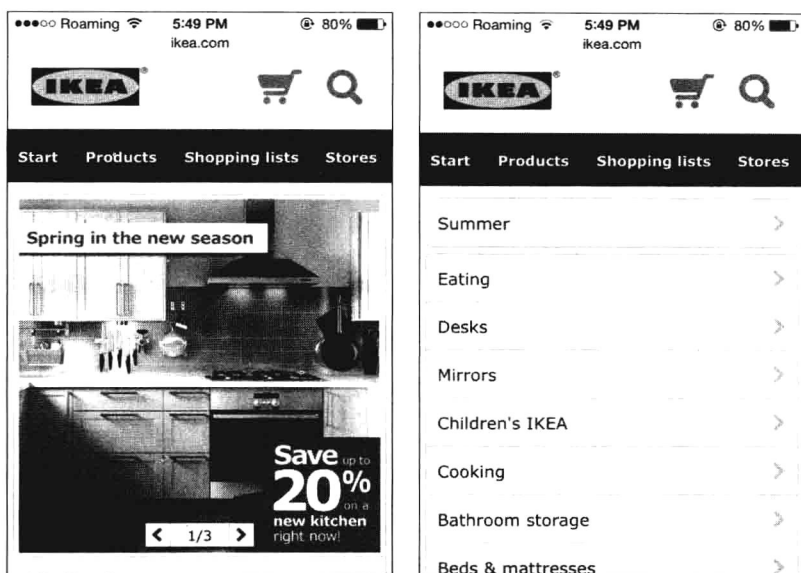 ●●●○○ Roaming 5:49 PM 80%
ikea.com
IKEA®
Start Products Shopping lists Stores
Spring in the new season
Save up to
20%
on a
new kitchen
right now!
< 1/3 >
●●○○○ Roaming 5:49 PM 80%
ikea.com
IKEA®
Start Products Shopping lists Stores
Summer >
Eating >
Desks >
Mirrors >
Children's IKEA >
Cooking >
Bathroom storage >
Beds & mattresses >